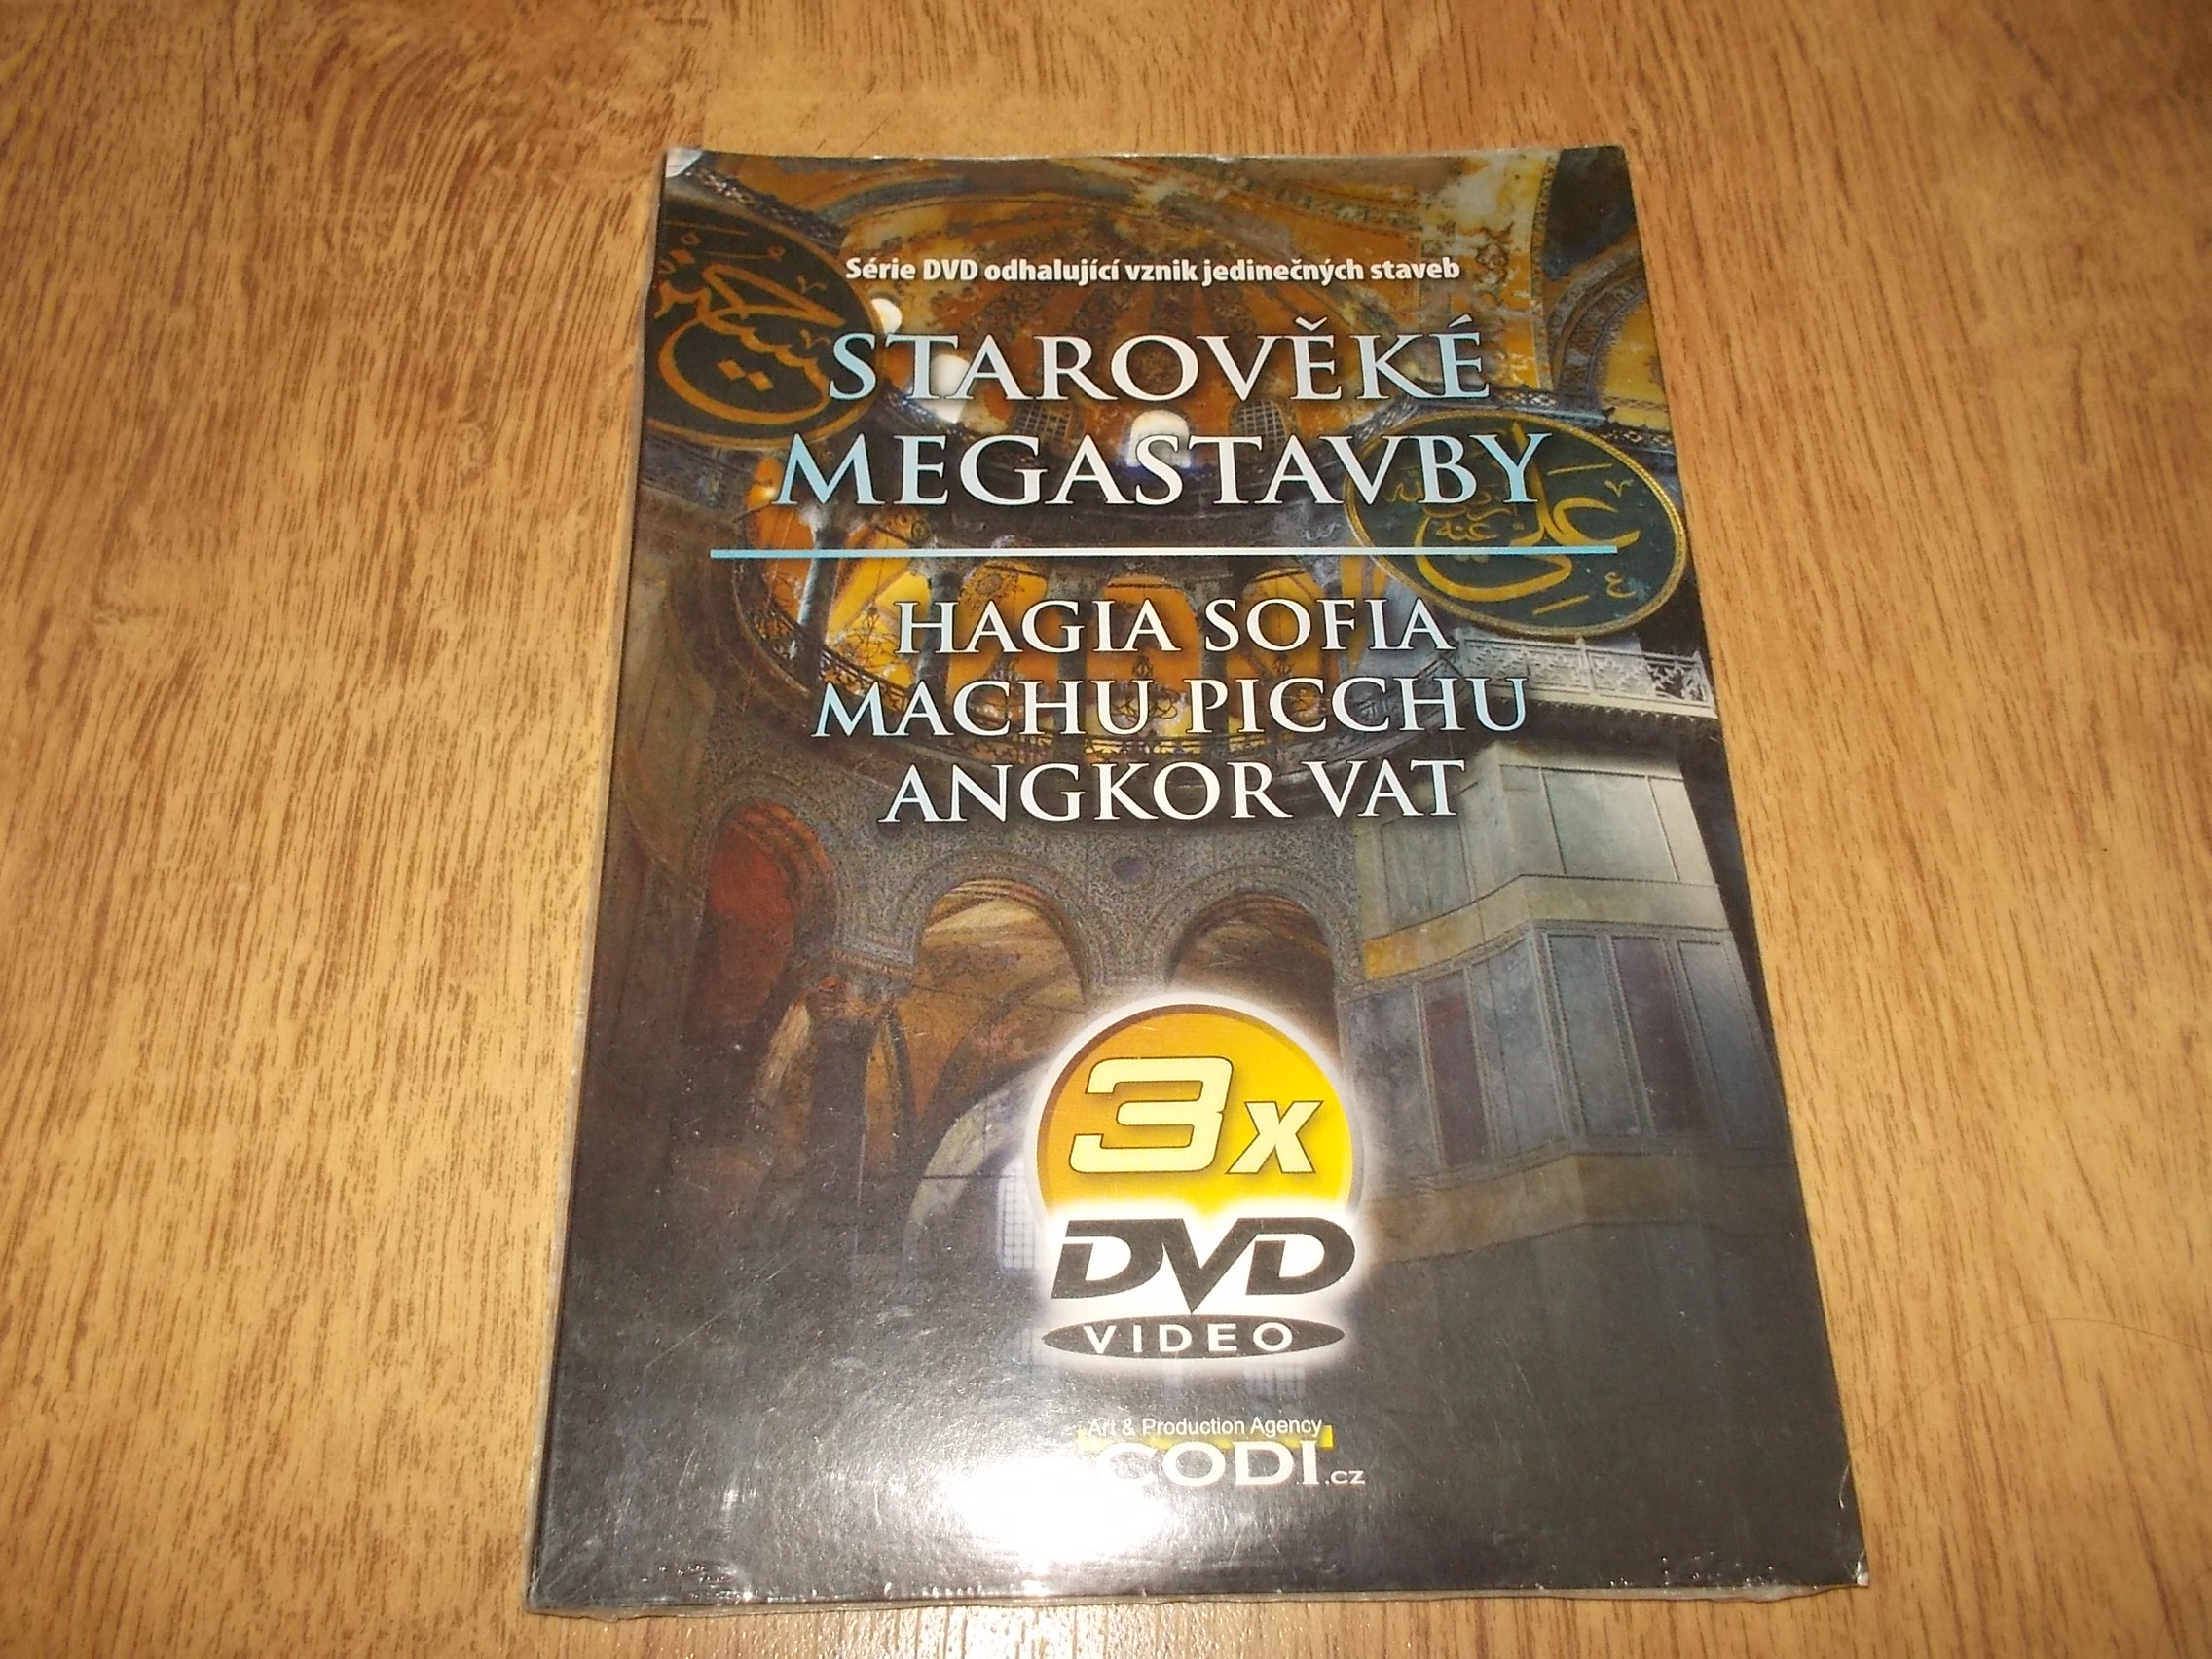 Série DVD odhalující vznik jedinečných staveb
STAROVĚKÉ
MEGASTAVBY
HAGIA SOFIA
MACHU PICCHU
ANGKOR VAT
3x
DVD
VIDEO
Art & Production Agency
CODI.cz